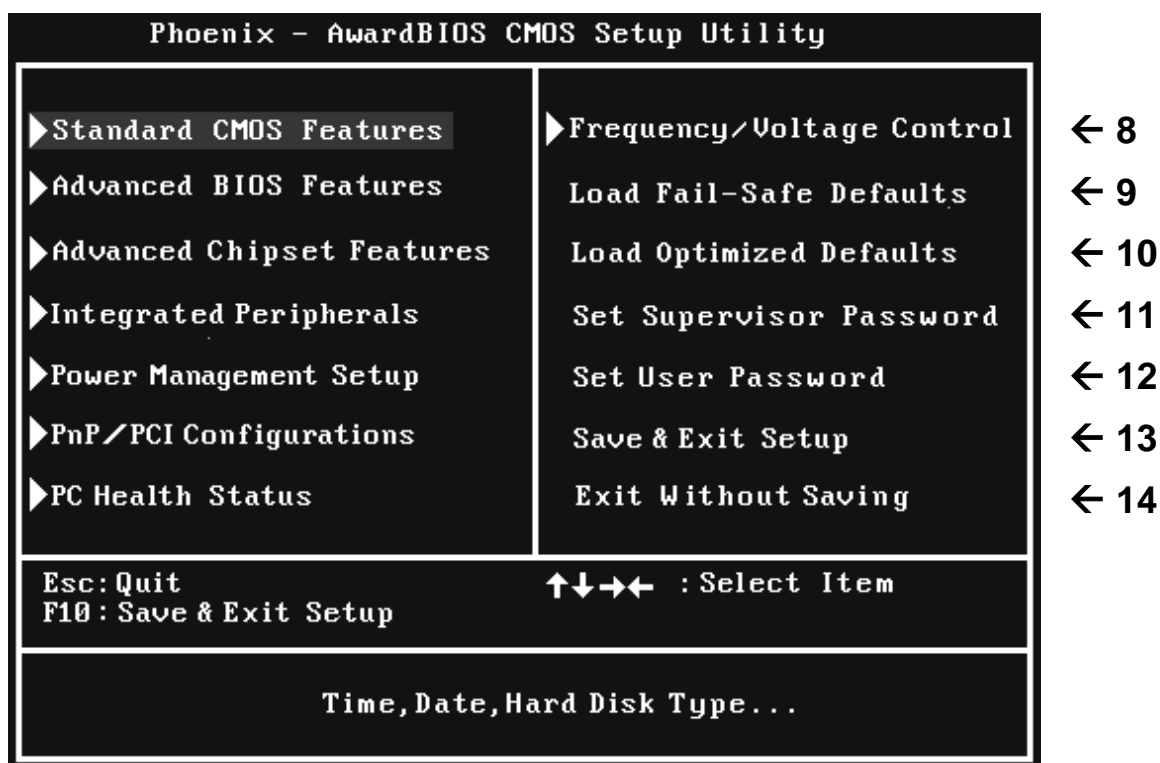 Phoenix - AwardBIOS CMOS Setup Utility
Standard CMOS Features
Advanced BIOS Features
Advanced Chipset Features
Integrated Peripherals
Power Management Setup
PnP/PCI Configurations
PC Health Status
Frequency/Voltage Control ← 8
Load Fail-Safe Defaults ← 9
Load Optimized Defaults ← 10
Set Supervisor Password ← 11
Set User Password ← 12
Save & Exit Setup ← 13
Exit Without Saving ← 14
Esc:Quit
F10:Save & Exit Setup
↑↓→← :Select Item
Time,Date,Hard Disk Type...